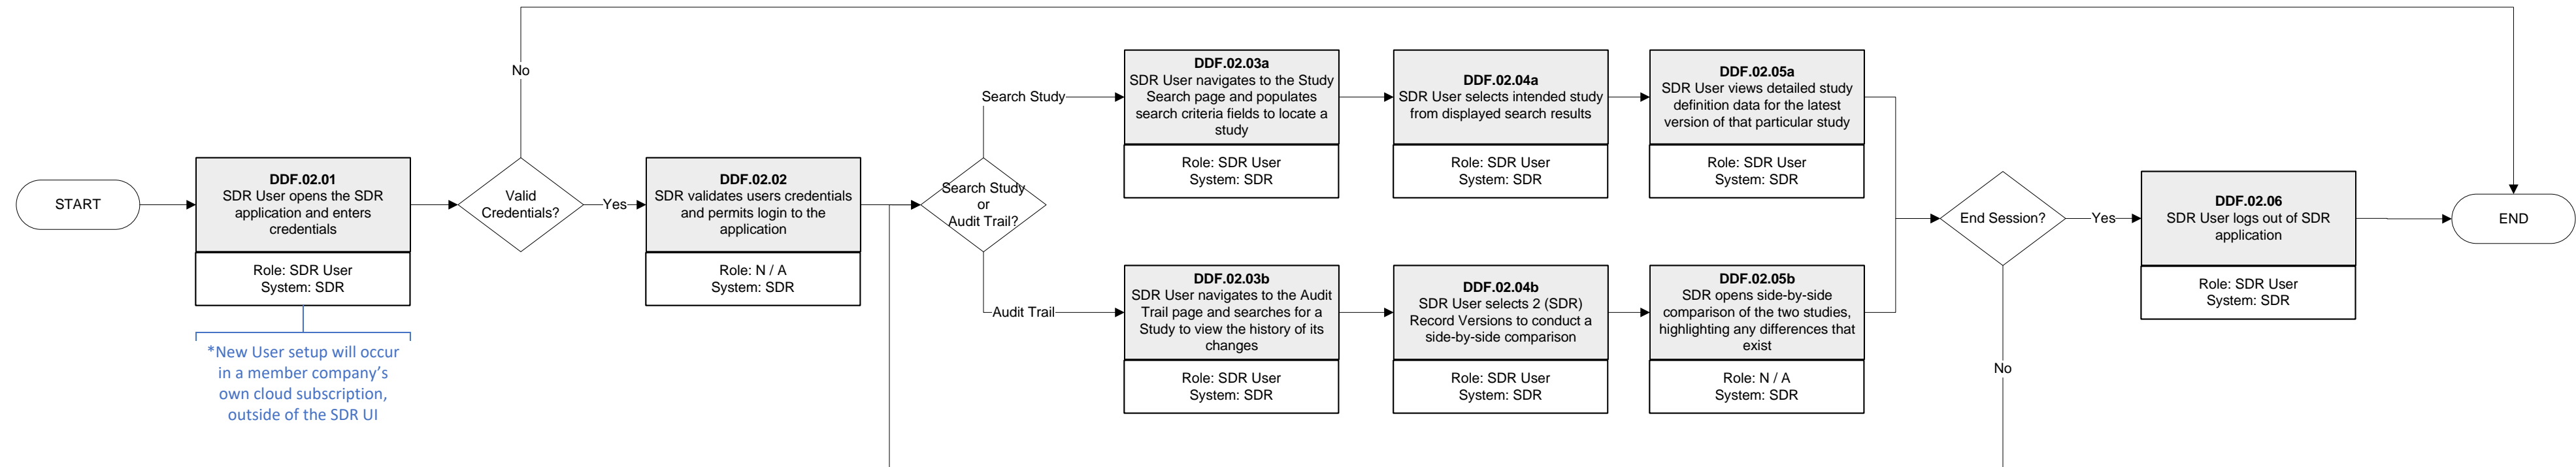 START
DDF.02.01
SDR User opens the SDR
application and enters
credentials
Role: SDR User
System: SDR
*New User setup will occur
in a member company’s
own cloud subscription,
outside of the SDR UI
No
Valid
Credentials?
Yes
DDF.02.02
SDR validates users credentials
and permits login to the
application
Role: N / A
System: SDR
Search Study
or
Audit Trail?
Search Study
DDF.02.03a
SDR User navigates to the Study
Search page and populates
search criteria fields to locate a
study
Role: SDR User
System: SDR
DDF.02.04a
SDR User selects intended study
from displayed search results
Role: SDR User
System: SDR
DDF.02.05a
SDR User views detailed study
definition data for the latest
version of that particular study
Role: SDR User
System: SDR
Audit Trail
DDF.02.03b
SDR User navigates to the Audit
Trail page and searches for a
Study to view the history of its
changes
Role: SDR User
System: SDR
DDF.02.04b
SDR User selects 2 (SDR)
Record Versions to conduct a
side-by-side comparison
Role: SDR User
System: SDR
DDF.02.05b
SDR opens side-by-side
comparison of the two studies,
highlighting any differences that
exist
Role: N / A
System: SDR
End Session?
Yes
No
DDF.02.06
SDR User logs out of SDR
application
Role: SDR User
System: SDR
END